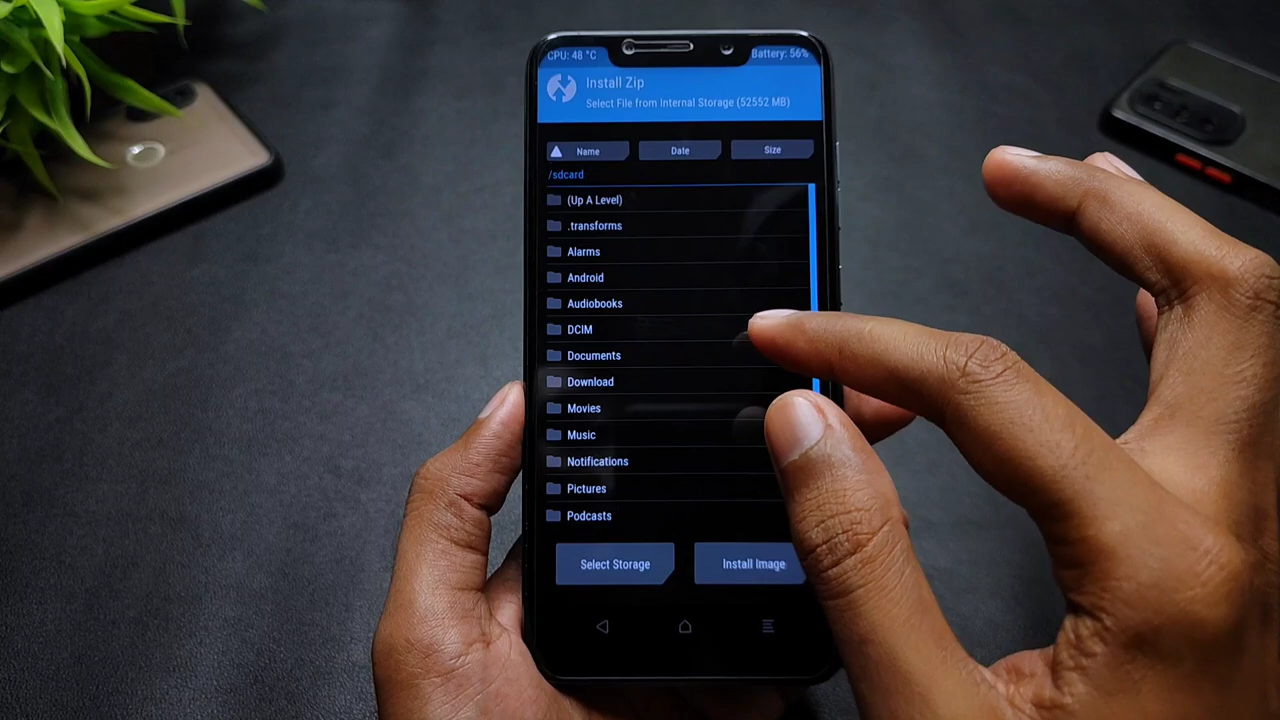 CPU: 48 °C Battery: 56%
Install Zip
Select File from Internal Storage (52552 MB)
Name Date Size
/sdcard
(Up A Level)
.transforms
Alarms
Android
Audiobooks
DCIM
Documents
Download
Movies
Music
Notifications
Pictures
Podcasts
Select Storage Install Image